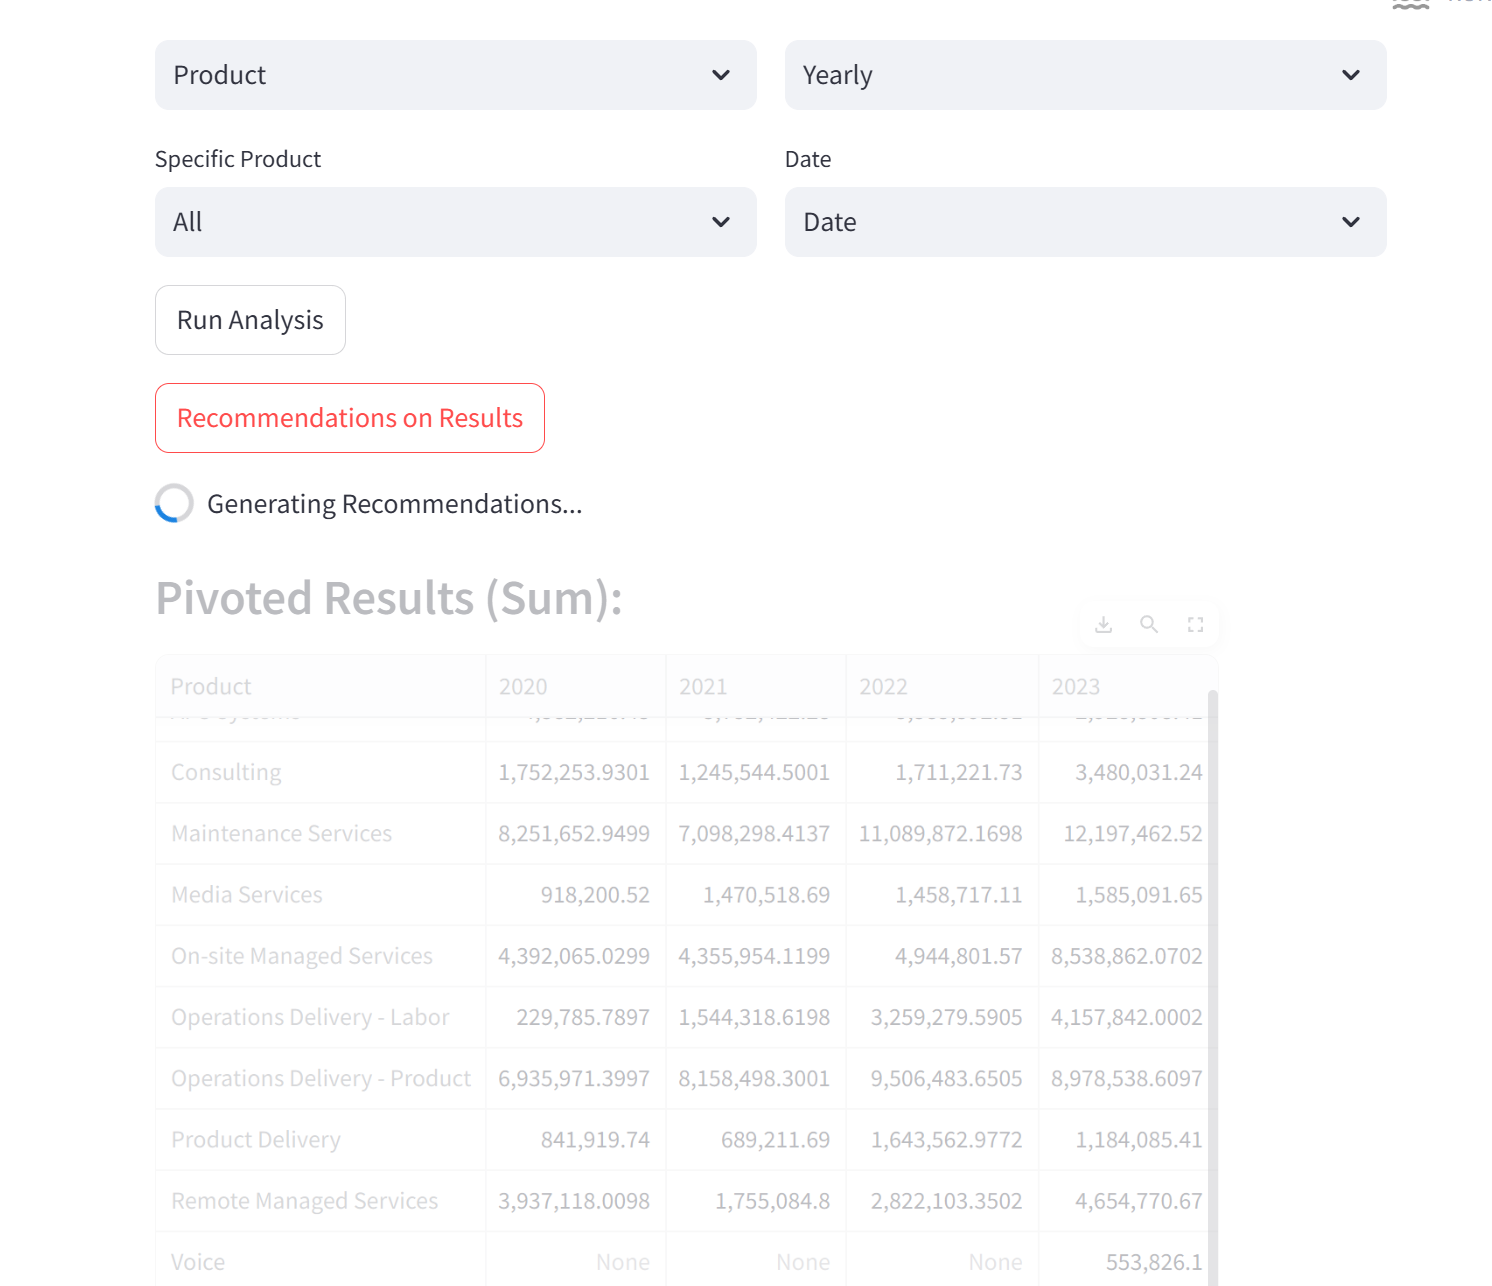 Product Yearly
Specific Product Date
All Date
Run Analysis
Recommendations on Results
Generating Recommendations...
Pivoted Results (Sum):
Product 2020 2021 2022 2023
Consulting 1,752,253.9301 1,245,544.5001 1,711,221.73 3,480,031.24
Maintenance Services 8,251,652.9499 7,098,298.4137 11,089,872.1698 12,197,462.52
Media Services 918,200.52 1,470,518.69 1,458,717.11 1,585,091.65
On-site Managed Services 4,392,065.0299 4,355,954.1199 4,944,801.57 8,538,862.0702
Operations Delivery - Labor 229,785.7897 1,544,318.6198 3,259,279.5905 4,157,842.0002
Operations Delivery - Product 6,935,971.3997 8,158,498.3001 9,506,483.6505 8,978,538.6097
Product Delivery 841,919.74 689,211.69 1,643,562.9772 1,184,085.41
Remote Managed Services 3,937,118.0098 1,755,084.8 2,822,103.3502 4,654,770.67
Voice None None None 553,826.1